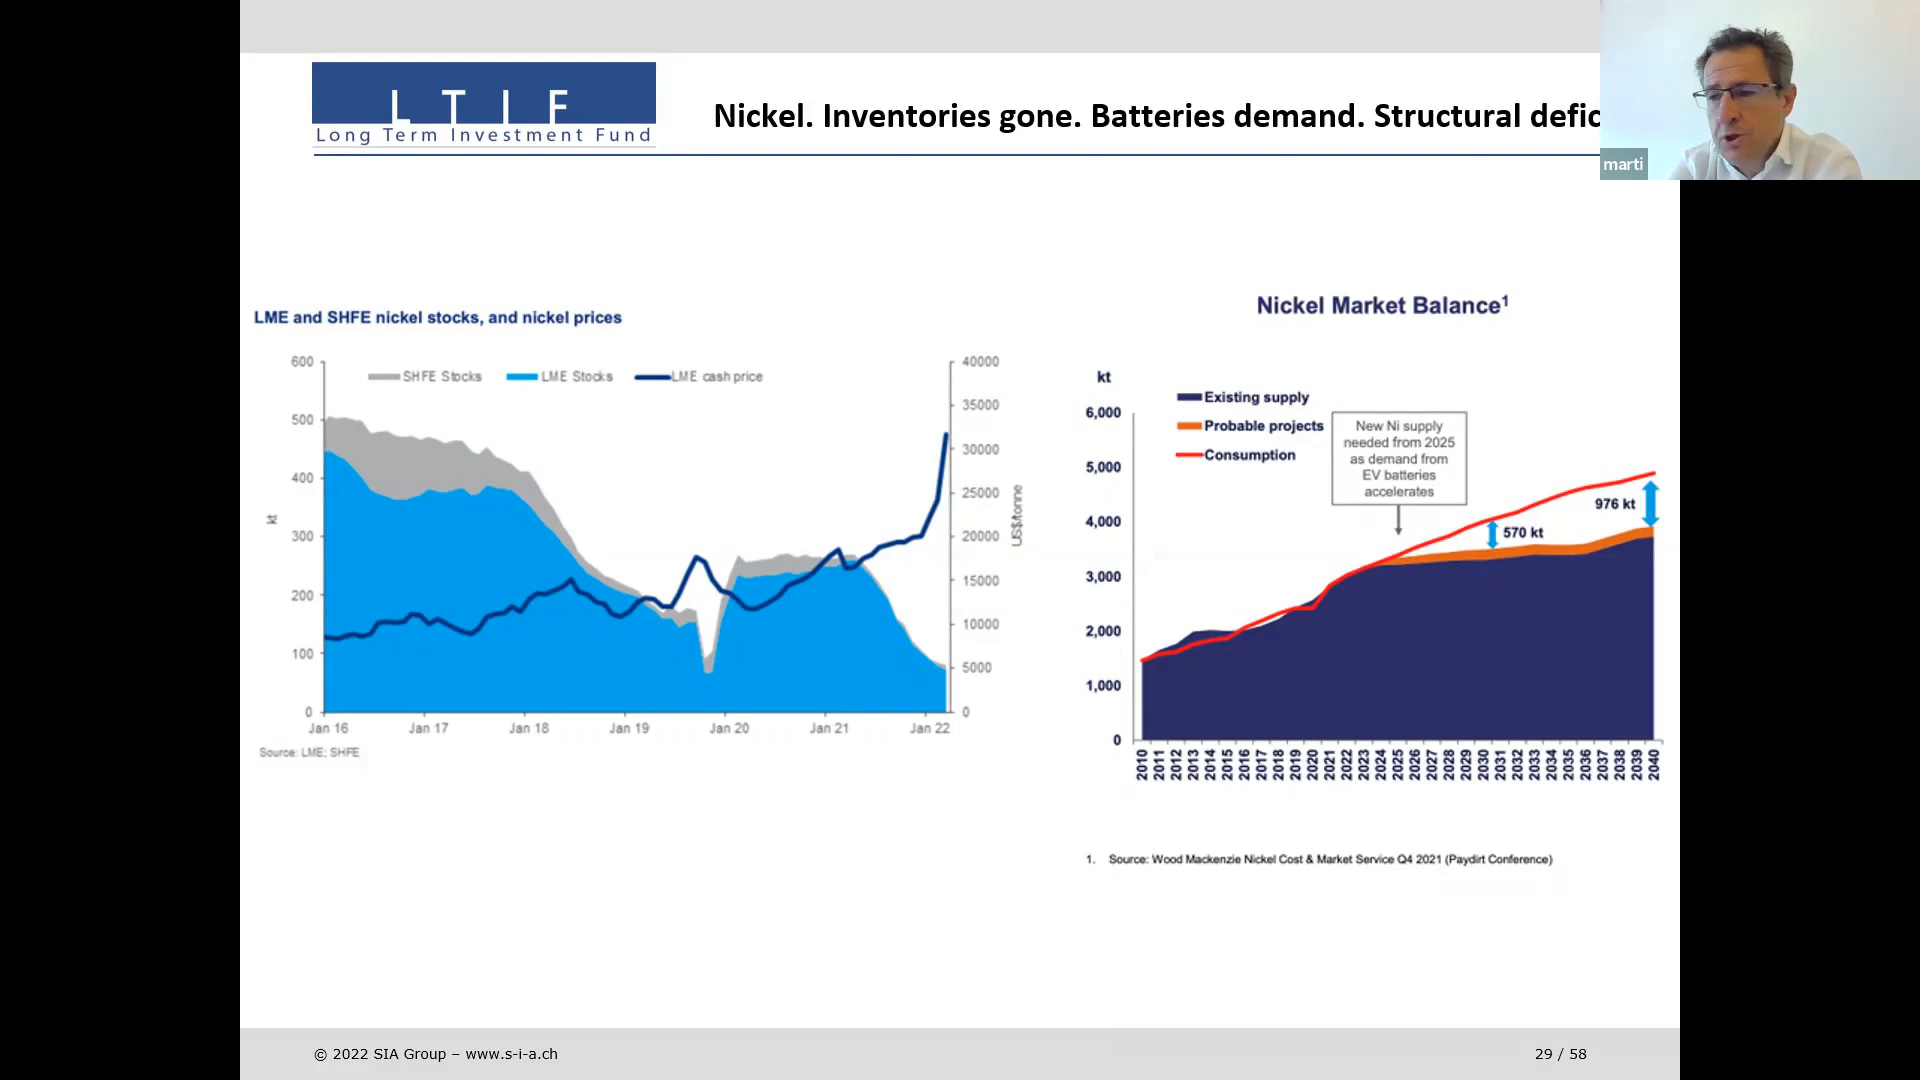 L T I F
Long Term Investment Fund
Nickel. Inventories gone. Batteries demand. Structural defic
marti
LME and SHFE nickel stocks, and nickel prices
SHFE Stocks
LME Stocks
LME cash price
600
500
400
300
200
100
0
kt
40000
35000
30000
25000
20000
15000
10000
5000
0
US$/tonne
Jan 16
Jan 17
Jan 18
Jan 19
Jan 20
Jan 21
Jan 22
Source: LME; SHFE
Nickel Market Balance1
kt
Existing supply
Probable projects
Consumption
New Ni supply
needed from 2025
as demand from
EV batteries
accelerates
6,000
5,000
4,000
3,000
2,000
1,000
0
570 kt
976 kt
2010
2011
2012
2013
2014
2015
2016
2017
2018
2019
2020
2021
2022
2023
2024
2025
2026
2027
2028
2029
2030
2031
2032
2033
2034
2035
2036
2037
2038
2039
2040
1. Source: Wood Mackenzie Nickel Cost & Market Service Q4 2021 (Paydirt Conference)
© 2022 SIA Group – www.s-i-a.ch
29 / 58